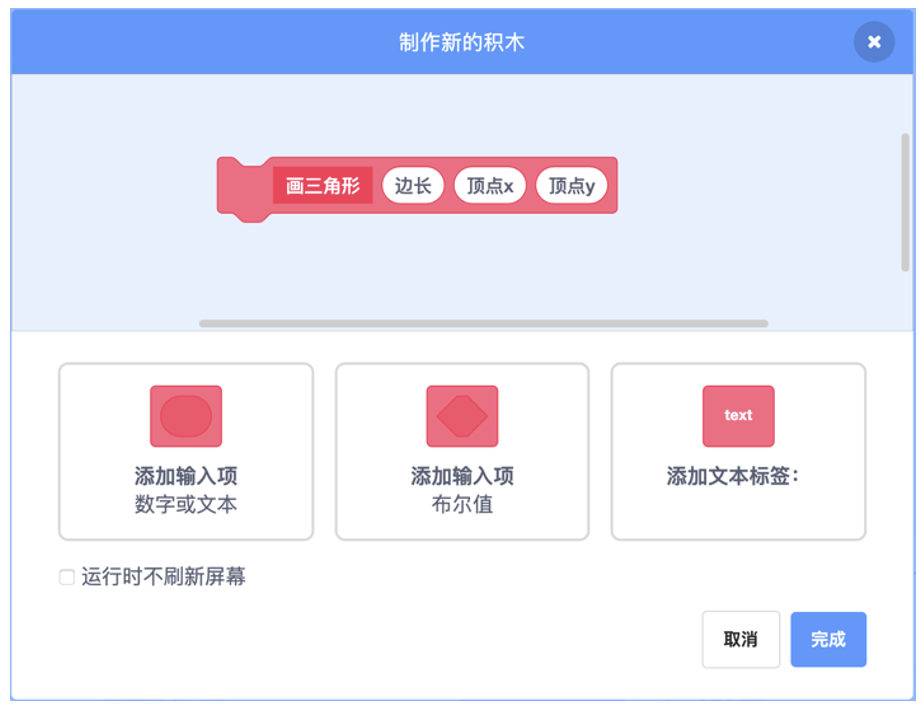 制作新的积木
画三角形 边长 顶点x 顶点y
添加输入项
数字或文本
添加输入项
布尔值
text
添加文本标签：
运行时不刷新屏幕
取消 完成